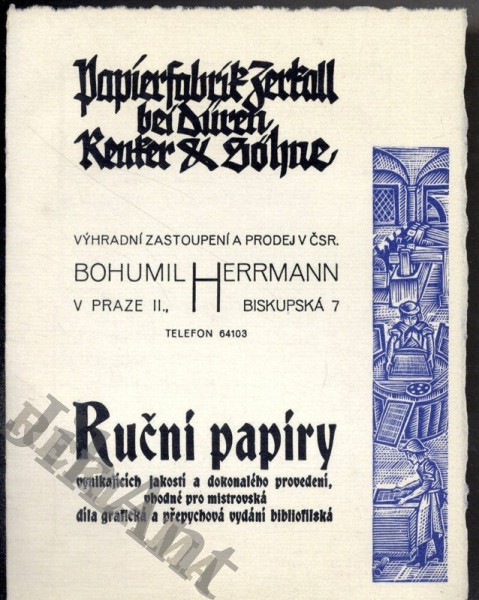 Papierfabrik Zerkall
bei Düren
Renker & Söhne
VÝHRADNÍ ZASTOUPENÍ A PRODEJ V ČSR.
BOHUMIL HERRMANN
V PRAZE II., BISKUPSKÁ 7
TELEFON 64103
Ruční papíry
vynikajících jakostí a dokonalého provedení,
vhodné pro mistrovská
díla grafická a přepychová vydání bibliofilská